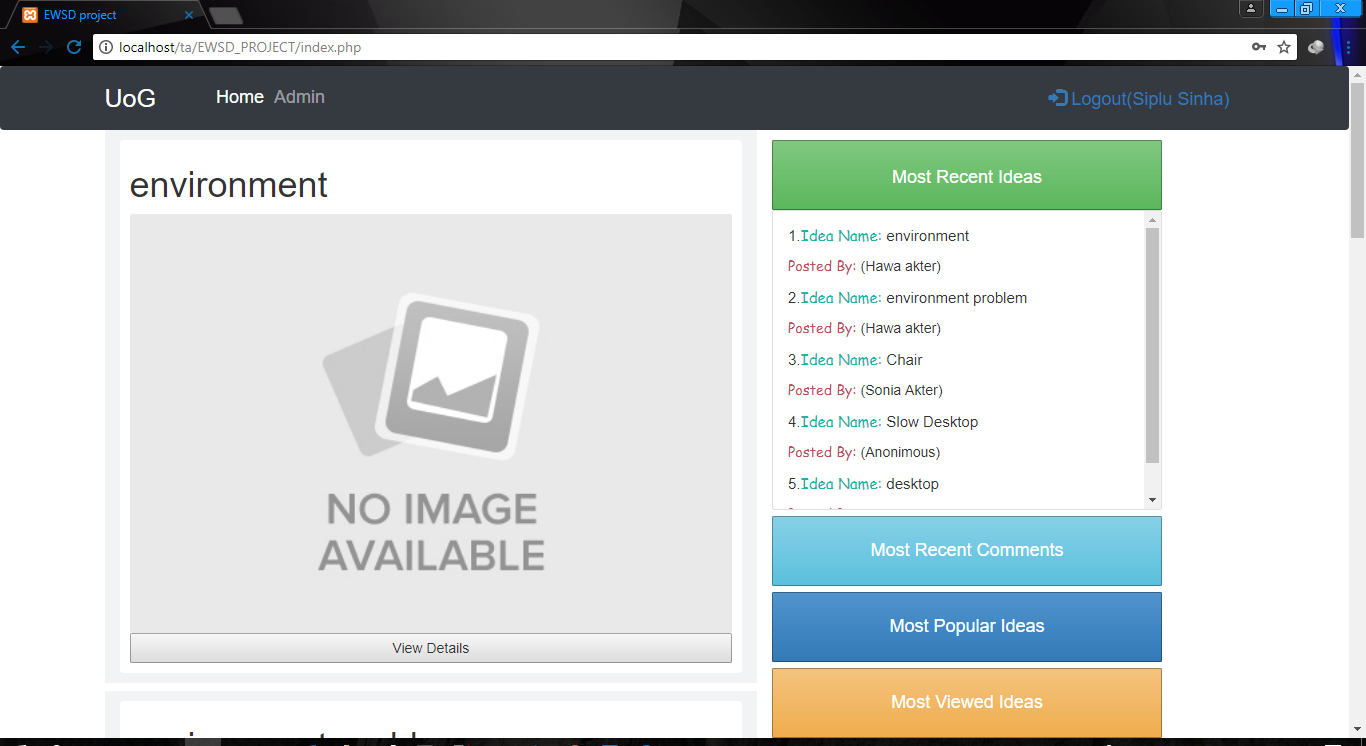 EWSD project
localhost/ta/EWSD_PROJECT/index.php
UoG
Home Admin
Logout(Siplu Sinha)
environment
NO IMAGE
AVAILABLE
View Details
Most Recent Ideas
1.Idea Name: environment
Posted By: (Hawa akter)
2.Idea Name: environment problem
Posted By: (Hawa akter)
3.Idea Name: Chair
Posted By: (Sonia Akter)
4.Idea Name: Slow Desktop
Posted By: (Anonimous)
5.Idea Name: desktop
Most Recent Comments
Most Popular Ideas
Most Viewed Ideas